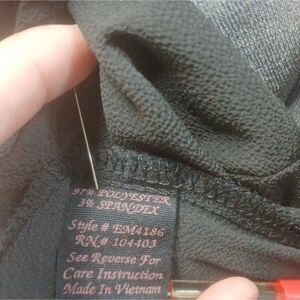 97% POLYESTER
3% SPANDEX
Style # EM4186
RN # 104403
See Reverse For
Care Instruction
Made In Vietnam